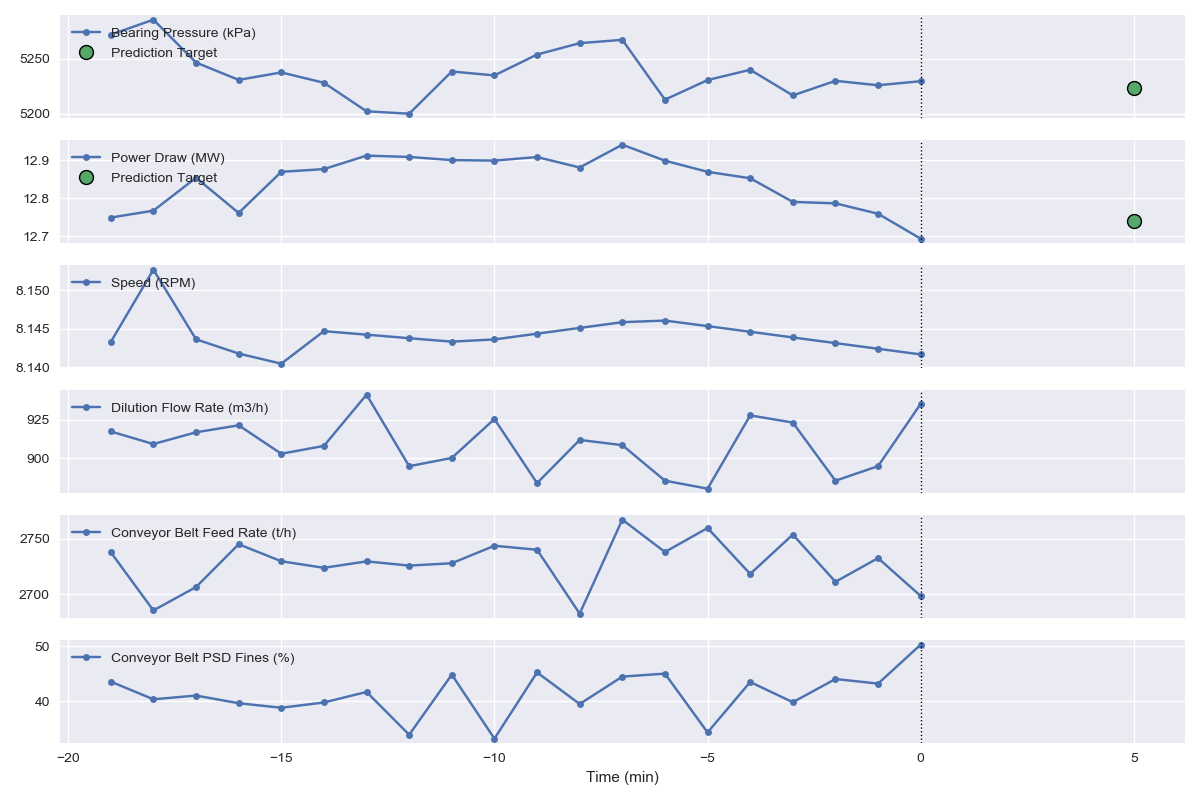 Bearing Pressure (kPa)
Prediction Target
5250
5200
Power Draw (MW)
Prediction Target
12.9
12.8
12.7
Speed (RPM)
8.150
8.145
8.140
Dilution Flow Rate (m3/h)
925
900
Conveyor Belt Feed Rate (t/h)
2750
2700
Conveyor Belt PSD Fines (%)
50
40
−20 −15 −10 −5 0 5
Time (min)